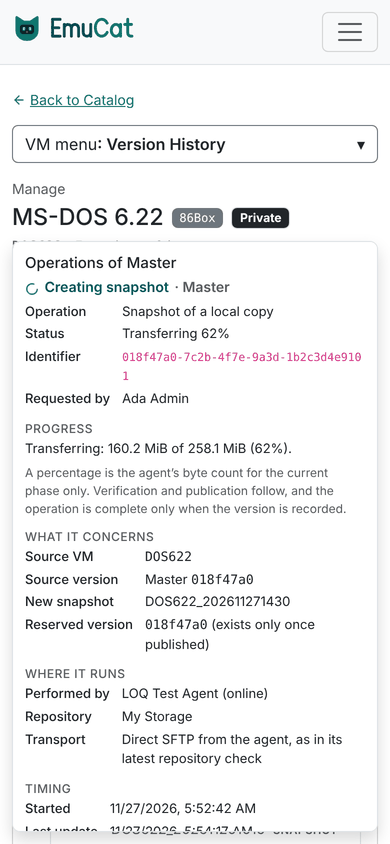 EmuCat
← Back to Catalog
VM menu: Version History ▼
Manage
MS-DOS 6.22 86Box Private
Operations of Master
Creating snapshot · Master
Operation Snapshot of a local copy
Status Transferring 62%
Identifier 018f47a0-7c2b-4f7e-9a3d-1b2c3d4e910
1
Requested by Ada Admin
PROGRESS
Transferring: 160.2 MiB of 258.1 MiB (62%).
A percentage is the agent's byte count for the current
phase only. Verification and publication follow, and the
operation is complete only when the version is recorded.
WHAT IT CONCERNS
Source VM DOS622
Source version Master 018f47a0
New snapshot DOS622_202611271430
Reserved version 018f47a0 (exists only once
published)
WHERE IT RUNS
Performed by LOQ Test Agent (online)
Repository My Storage
Transport Direct SFTP from the agent, as in its
latest repository check
TIMING
Started 11/27/2026, 5:52:42 AM
Last update